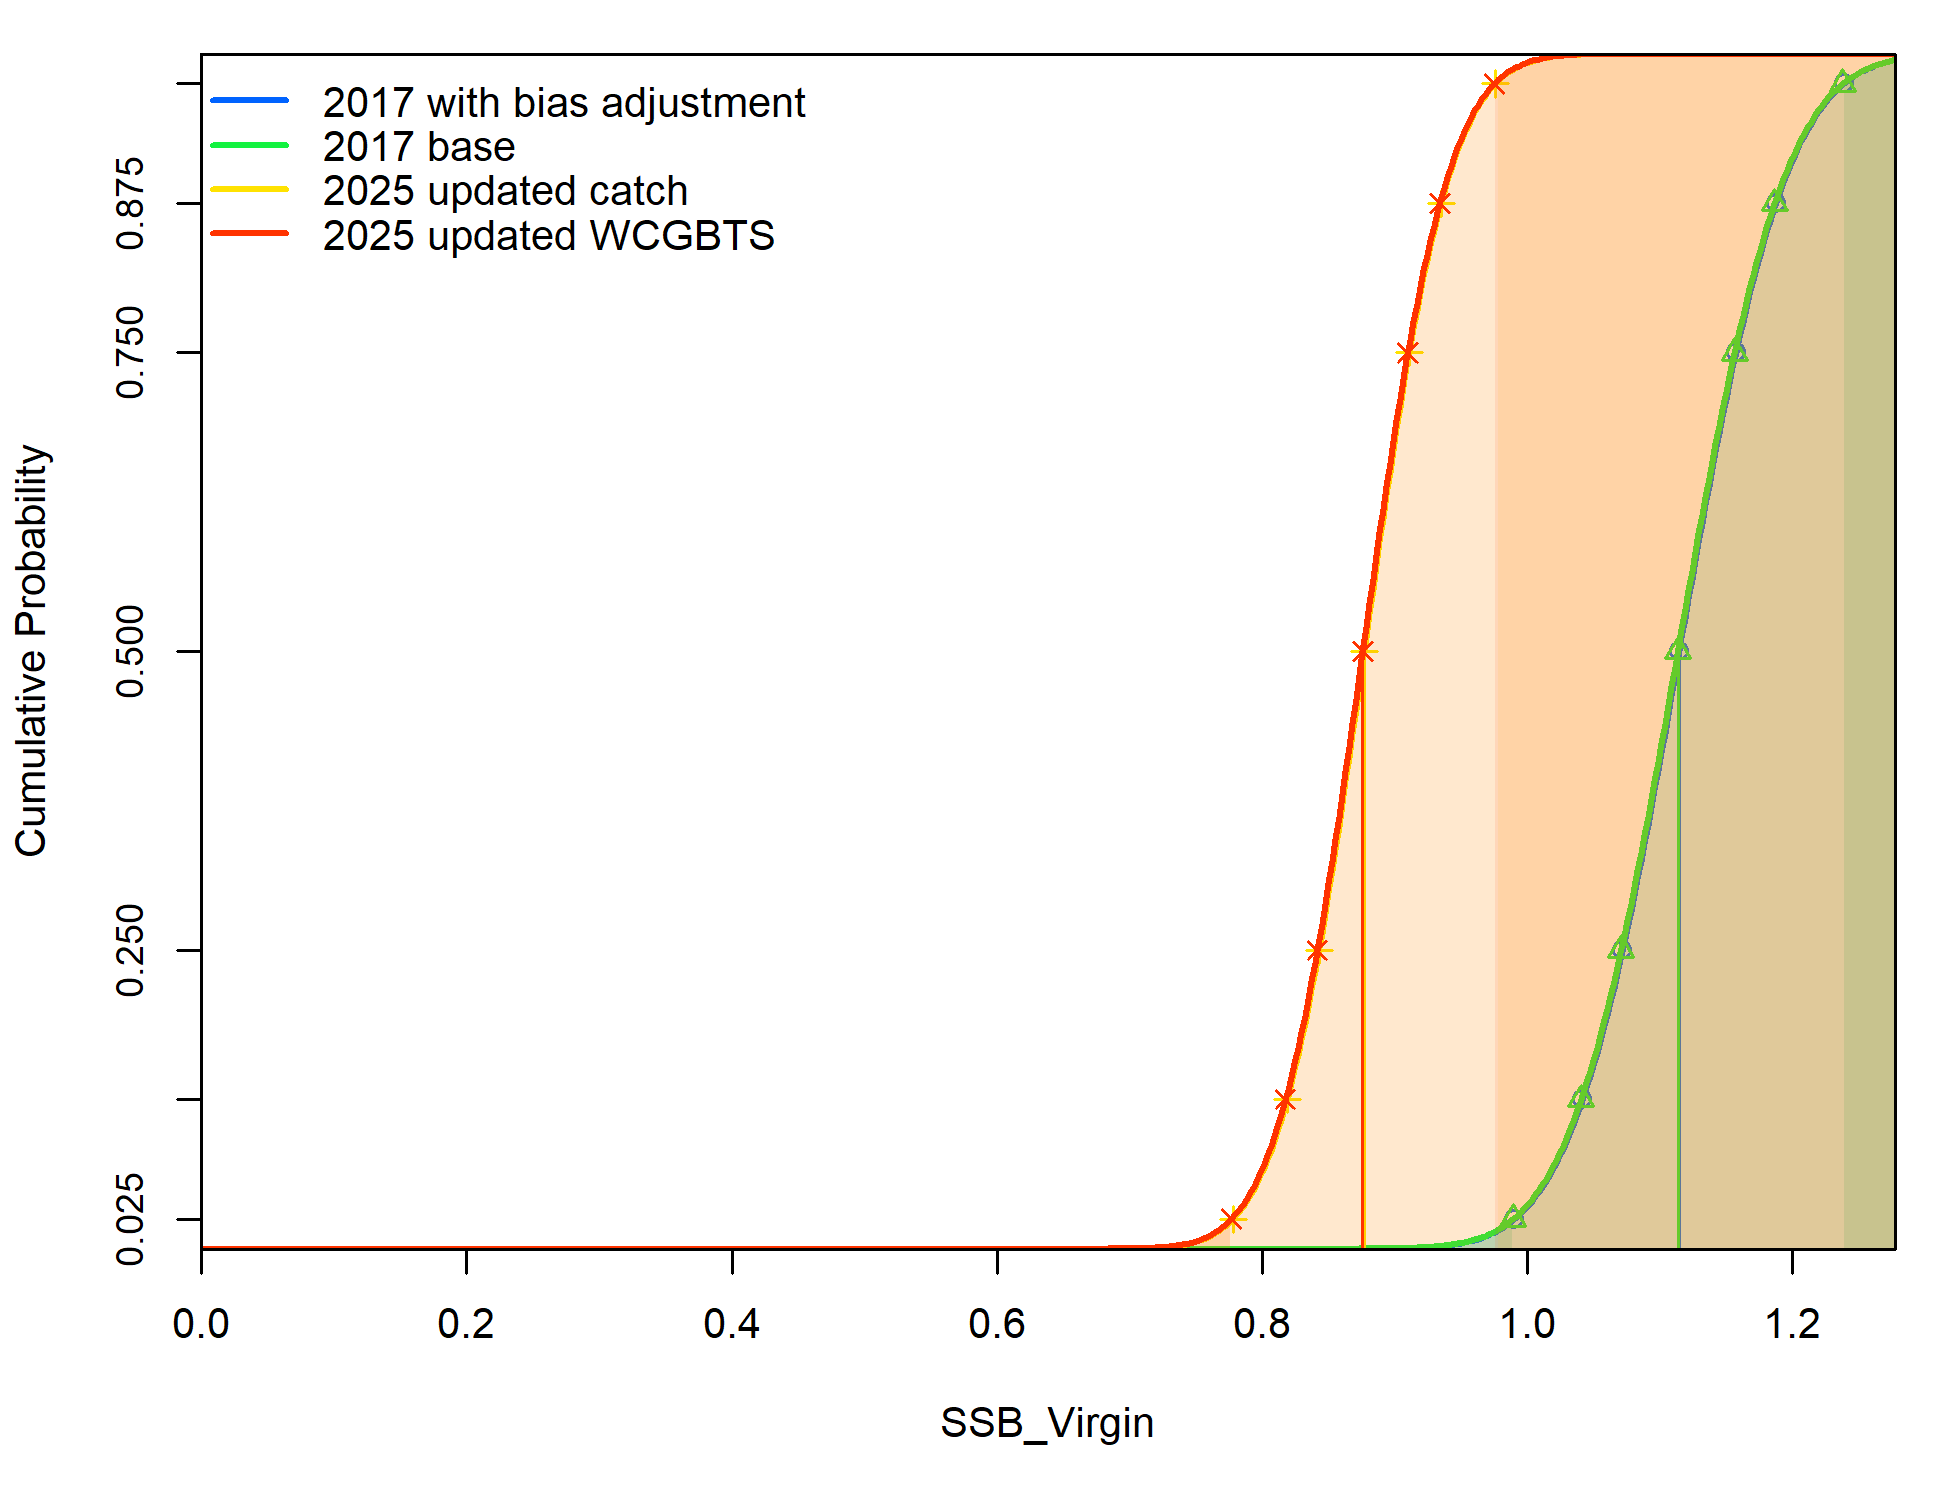 2017 with bias adjustment
2017 base
2025 updated catch
2025 updated WCGBTS
Cumulative Probability
0.875
0.750
0.500
0.250
0.025
0.0 0.2 0.4 0.6 0.8 1.0 1.2
SSB_Virgin